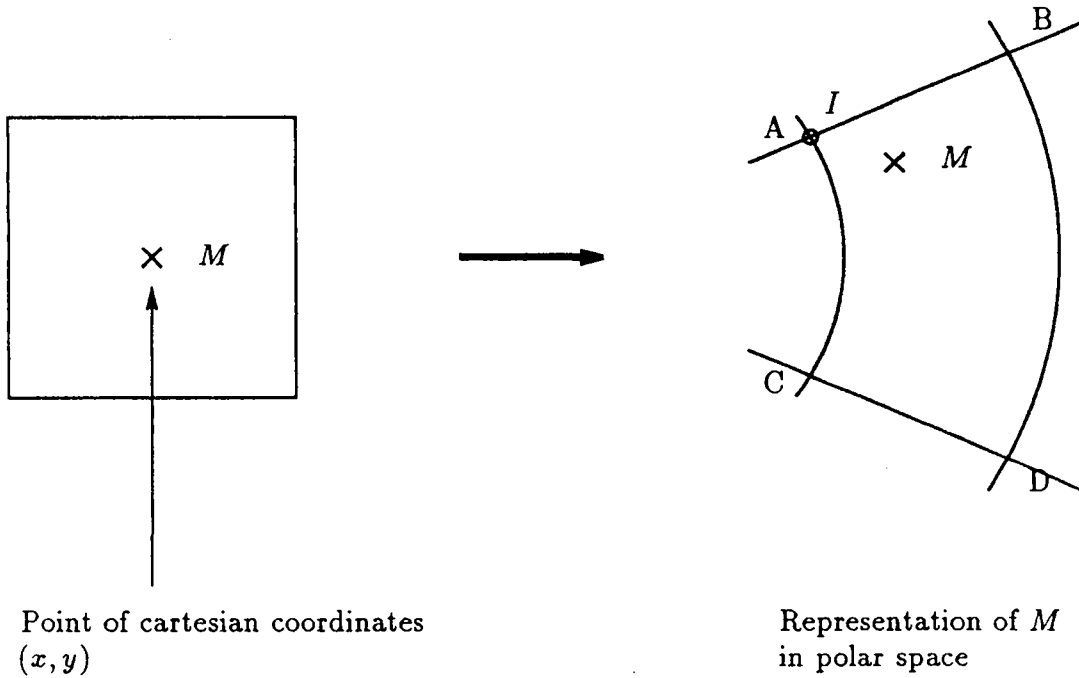 B
I
A
M
M
C
D
Point of cartesian coordinates
(x, y)
Representation of M
in polar space